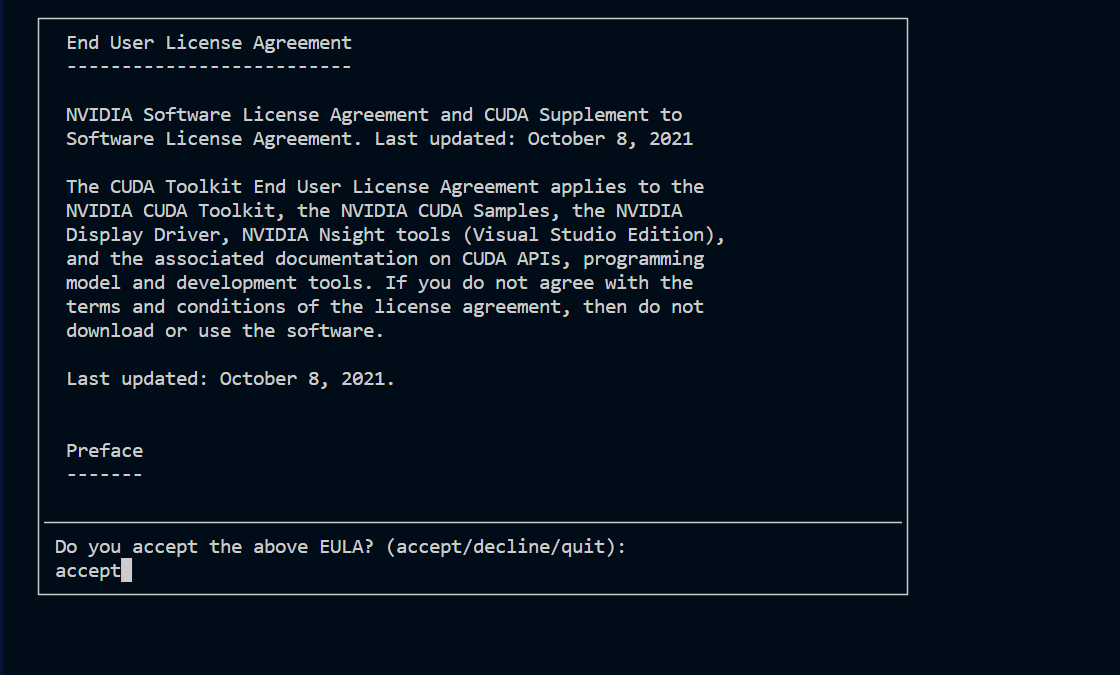 End User License Agreement
--------------------------
NVIDIA Software License Agreement and CUDA Supplement to
Software License Agreement. Last updated: October 8, 2021
The CUDA Toolkit End User License Agreement applies to the
NVIDIA CUDA Toolkit, the NVIDIA CUDA Samples, the NVIDIA
Display Driver, NVIDIA Nsight tools (Visual Studio Edition),
and the associated documentation on CUDA APIs, programming
model and development tools. If you do not agree with the
terms and conditions of the license agreement, then do not
download or use the software.
Last updated: October 8, 2021.
Preface
-------
Do you accept the above EULA? (accept/decline/quit):
accept